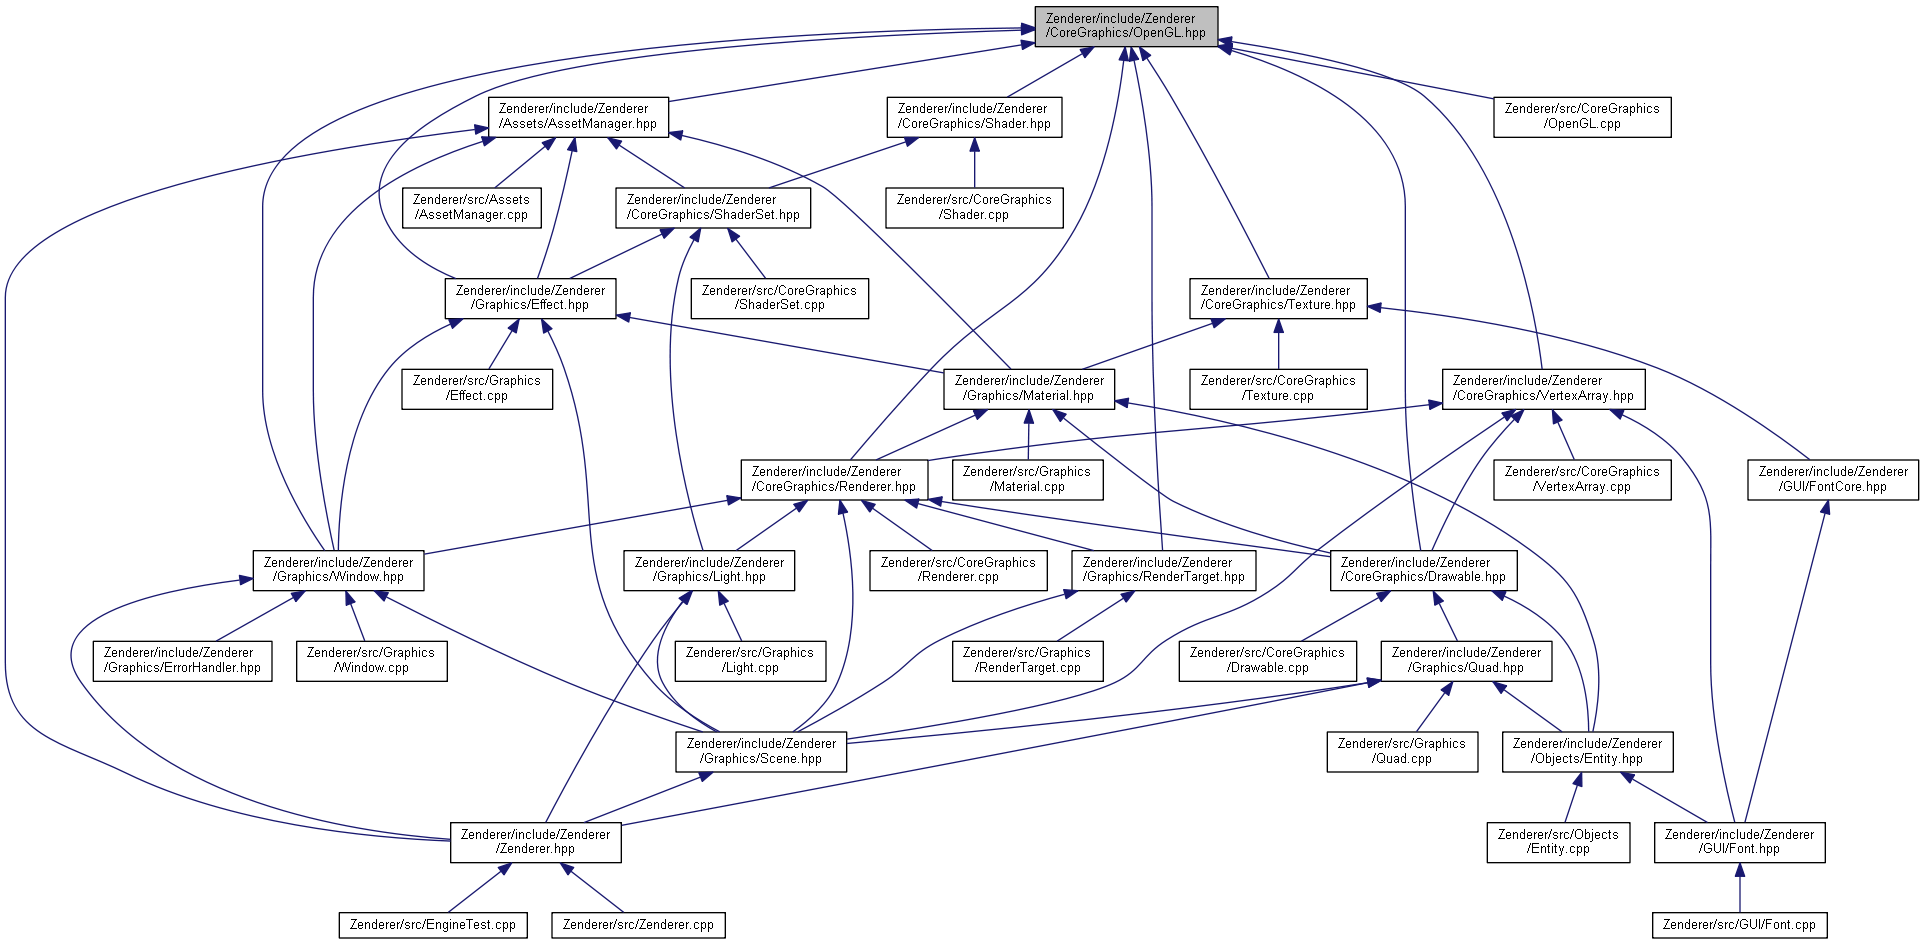 Zenderer/include/Zenderer
/CoreGraphics/OpenGL.hpp
Zenderer/include/Zenderer
/Assets/AssetManager.hpp
Zenderer/include/Zenderer
/CoreGraphics/Shader.hpp
Zenderer/src/CoreGraphics
/OpenGL.cpp
Zenderer/src/Assets
/AssetManager.cpp
Zenderer/include/Zenderer
/CoreGraphics/ShaderSet.hpp
Zenderer/src/CoreGraphics
/Shader.cpp
Zenderer/include/Zenderer
/Graphics/Effect.hpp
Zenderer/src/CoreGraphics
/ShaderSet.cpp
Zenderer/include/Zenderer
/CoreGraphics/Texture.hpp
Zenderer/src/Graphics
/Effect.cpp
Zenderer/include/Zenderer
/Graphics/Material.hpp
Zenderer/src/CoreGraphics
/Texture.cpp
Zenderer/include/Zenderer
/CoreGraphics/VertexArray.hpp
Zenderer/include/Zenderer
/CoreGraphics/Renderer.hpp
Zenderer/src/Graphics
/Material.cpp
Zenderer/src/CoreGraphics
/VertexArray.cpp
Zenderer/include/Zenderer
/GUI/FontCore.hpp
Zenderer/include/Zenderer
/Graphics/Window.hpp
Zenderer/include/Zenderer
/Graphics/Light.hpp
Zenderer/src/CoreGraphics
/Renderer.cpp
Zenderer/include/Zenderer
/Graphics/RenderTarget.hpp
Zenderer/include/Zenderer
/CoreGraphics/Drawable.hpp
Zenderer/include/Zenderer
/Graphics/ErrorHandler.hpp
Zenderer/src/Graphics
/Window.cpp
Zenderer/src/Graphics
/Light.cpp
Zenderer/src/Graphics
/RenderTarget.cpp
Zenderer/src/CoreGraphics
/Drawable.cpp
Zenderer/include/Zenderer
/Graphics/Quad.hpp
Zenderer/include/Zenderer
/Graphics/Scene.hpp
Zenderer/src/Graphics
/Quad.cpp
Zenderer/include/Zenderer
/Objects/Entity.hpp
Zenderer/include/Zenderer
/Zenderer.hpp
Zenderer/src/Objects
/Entity.cpp
Zenderer/include/Zenderer
/GUI/Font.hpp
Zenderer/src/EngineTest.cpp
Zenderer/src/Zenderer.cpp
Zenderer/src/GUI/Font.cpp